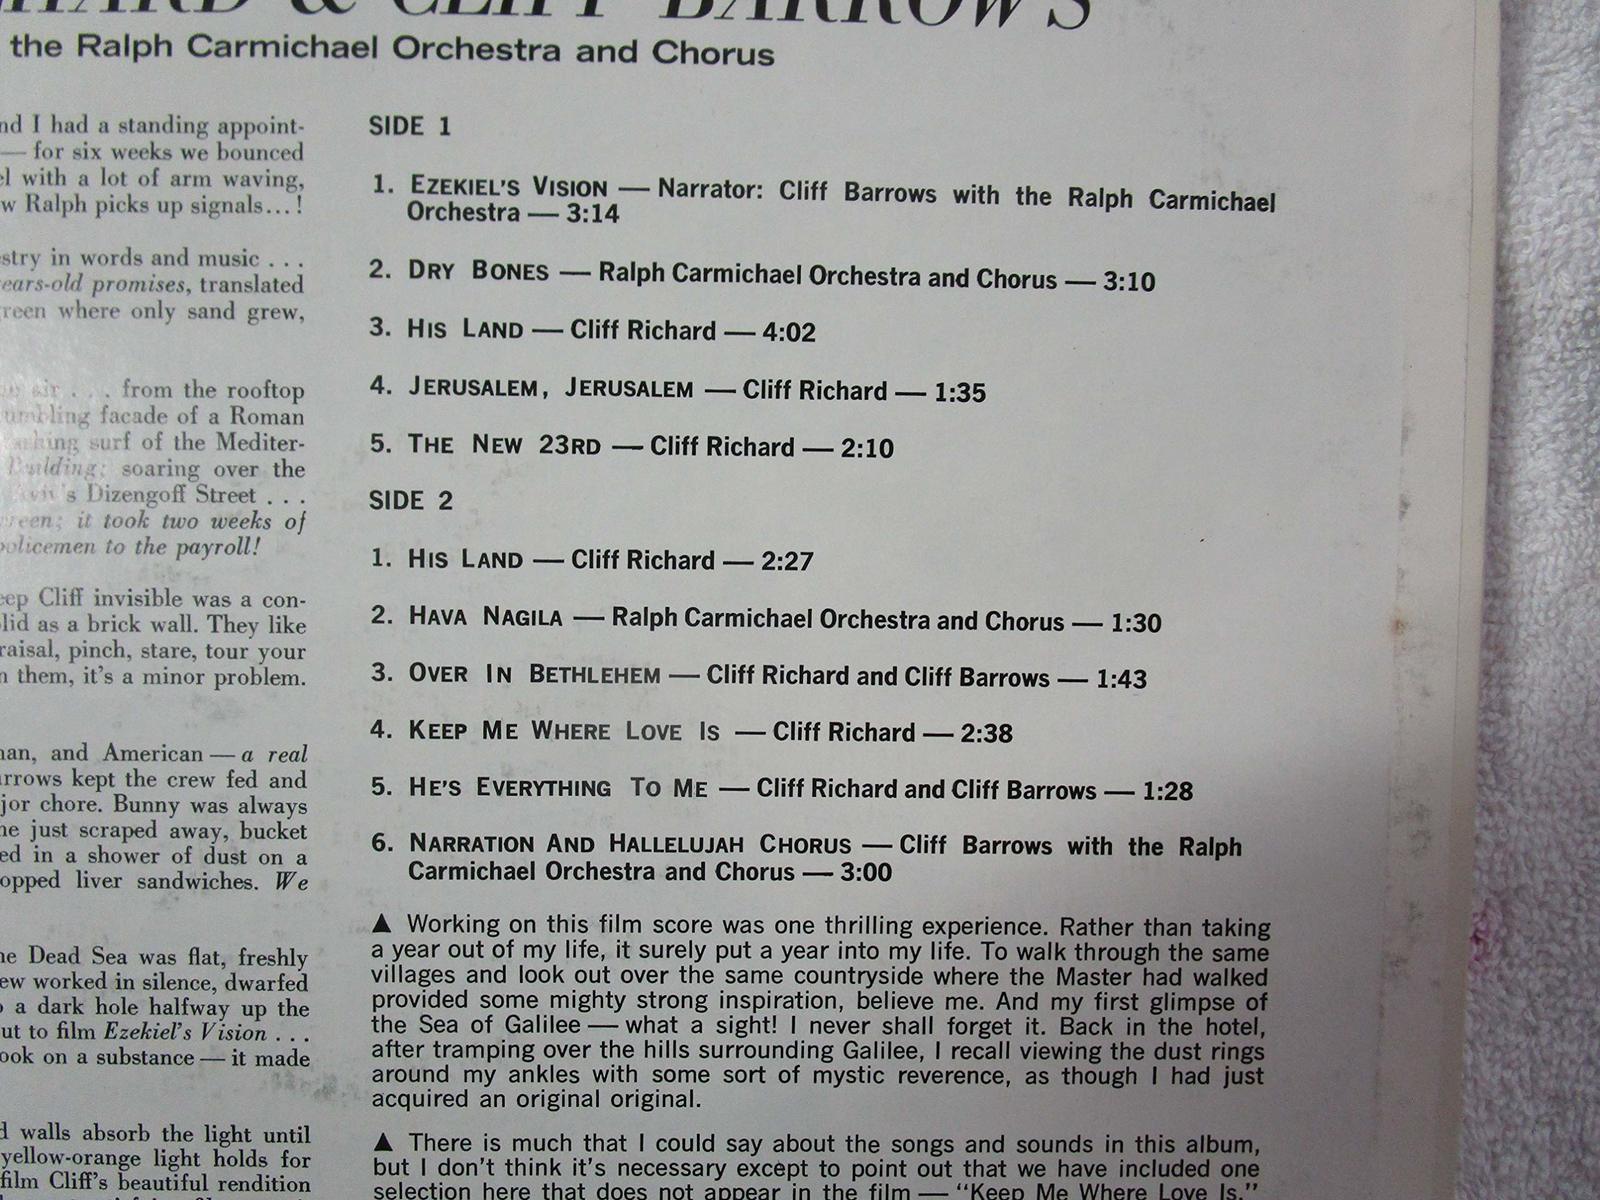 & CLIFF BARROWS
the Ralph Carmichael Orchestra and Chorus
I had a standing appoint-
— for six weeks we bounced
with a lot of arm waving,
Ralph picks up signals...!
in words and music . . .
promises, translated
where only sand grew,
. . . from the rooftop
facade of a Roman
surf of the Mediter-
Building; soaring over the
Dizengoff Street . . .
it took two weeks of
policemen to the payroll!
Cliff invisible was a con-
as a brick wall. They like
pinch, stare, tour your
them, it's a minor problem.
and American — a real
kept the crew fed and
chore. Bunny was always
just scraped away, bucket
in a shower of dust on a
liver sandwiches. We
Dead Sea was flat, freshly
worked in silence, dwarfed
a dark hole halfway up the
to film Ezekiel's Vision . . .
on a substance — it made
walls absorb the light until
yellow-orange light holds for
film Cliff's beautiful rendition
SIDE 1
1. EZEKIEL'S VISION — Narrator: Cliff Barrows with the Ralph Carmichael
Orchestra — 3:14
2. DRY BONES — Ralph Carmichael Orchestra and Chorus — 3:10
3. HIS LAND — Cliff Richard — 4:02
4. JERUSALEM, JERUSALEM — Cliff Richard — 1:35
5. THE NEW 23RD — Cliff Richard — 2:10
SIDE 2
1. HIS LAND — Cliff Richard — 2:27
2. HAVA NAGILA — Ralph Carmichael Orchestra and Chorus — 1:30
3. OVER IN BETHLEHEM — Cliff Richard and Cliff Barrows — 1:43
4. KEEP ME WHERE LOVE IS — Cliff Richard — 2:38
5. HE'S EVERYTHING TO ME — Cliff Richard and Cliff Barrows — 1:28
6. NARRATION AND HALLELUJAH CHORUS — Cliff Barrows with the Ralph
Carmichael Orchestra and Chorus — 3:00
▲ Working on this film score was one thrilling experience. Rather than taking
a year out of my life, it surely put a year into my life. To walk through the same
villages and look out over the same countryside where the Master had walked
provided some mighty strong inspiration, believe me. And my first glimpse of
the Sea of Galilee — what a sight! I never shall forget it. Back in the hotel,
after tramping over the hills surrounding Galilee, I recall viewing the dust rings
around my ankles with some sort of mystic reverence, as though I had just
acquired an original original.
▲ There is much that I could say about the songs and sounds in this album,
but I don't think it's necessary except to point out that we have included one
selection here that does not appear in the film — "Keep Me Where Love Is."